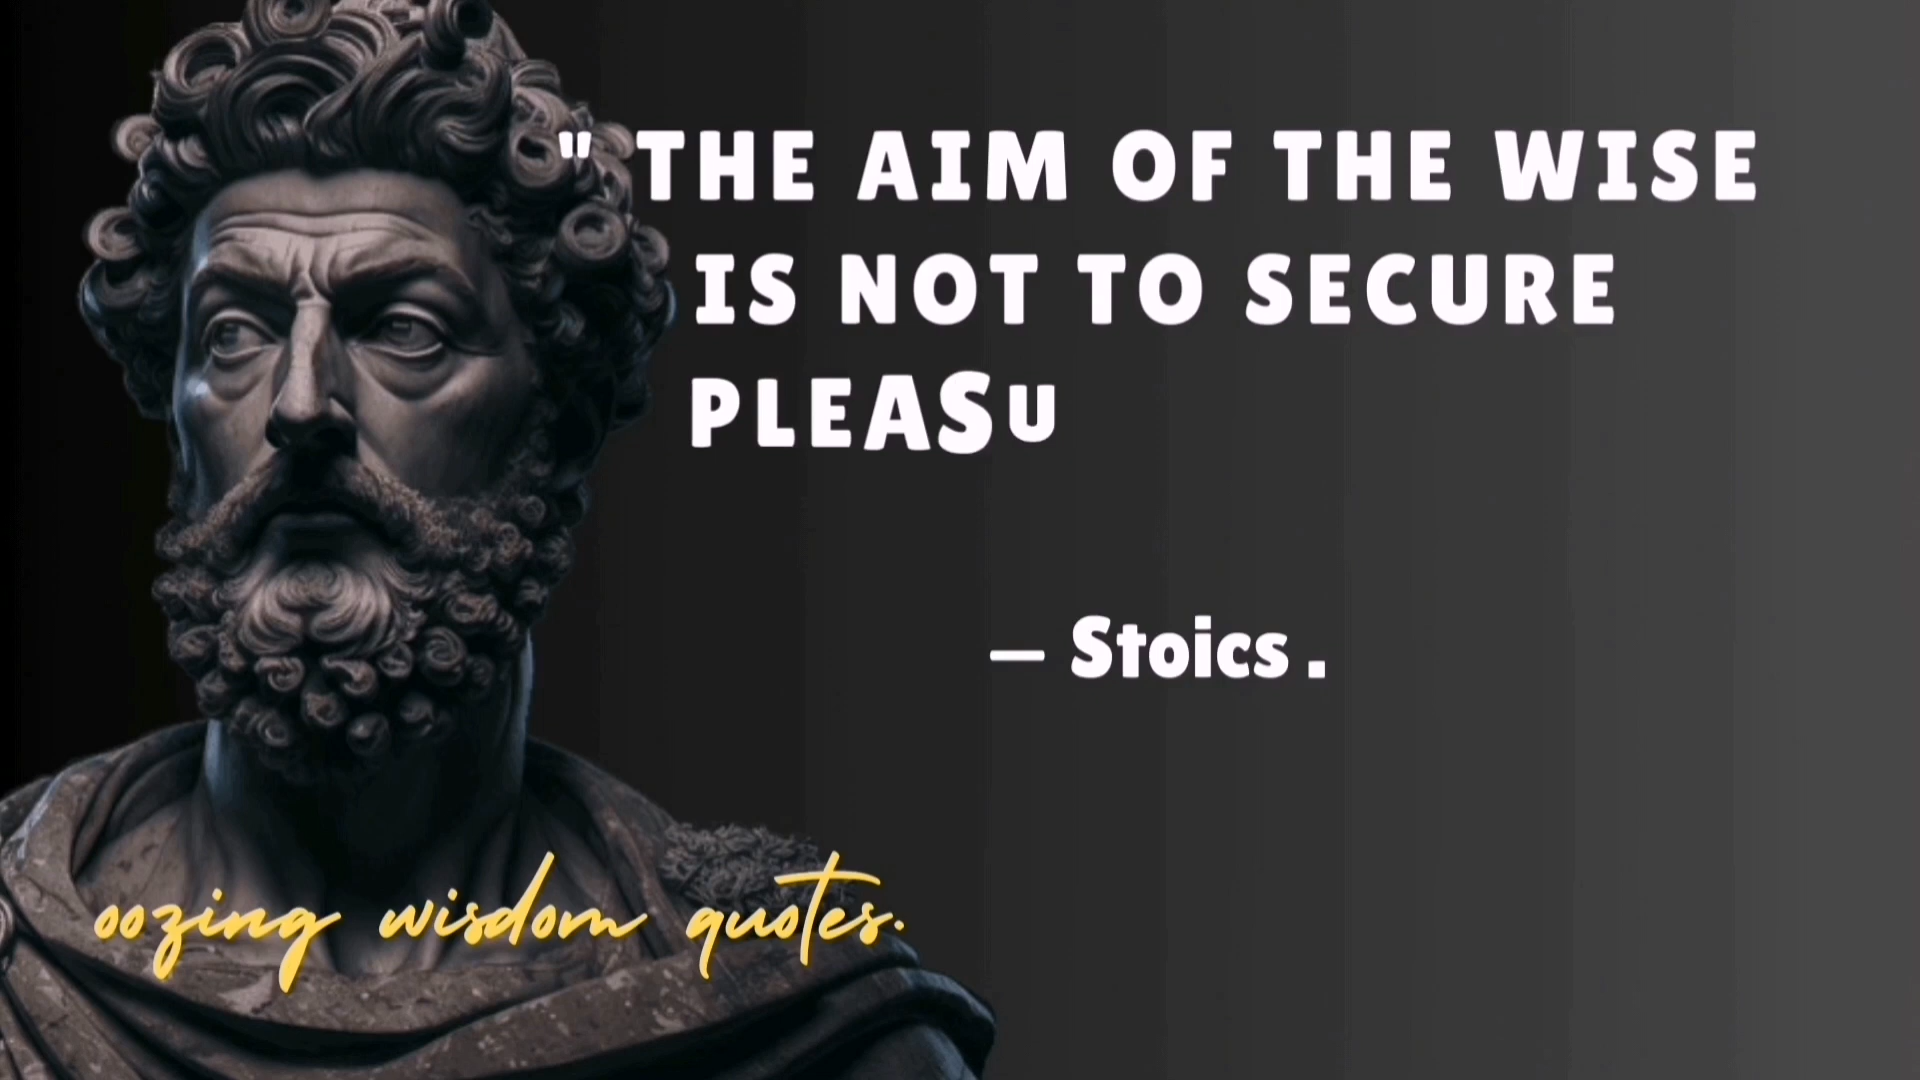 " THE AIM OF THE WISE
IS NOT TO SECURE
PLEASU
– Stoics .
oozing wisdom quotes.